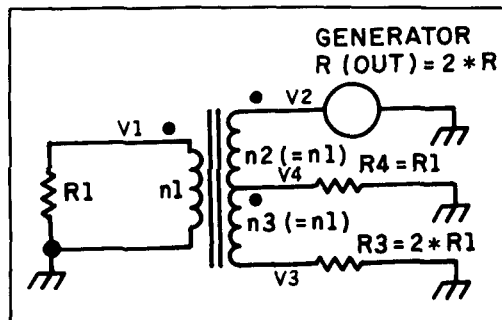 GENERATOR
R (OUT) = 2 * R
V1
V2
R1
n1
n2 (= n1)
V4
R4 = R1
n3 (= n1)
R3 = 2 * R1
V3